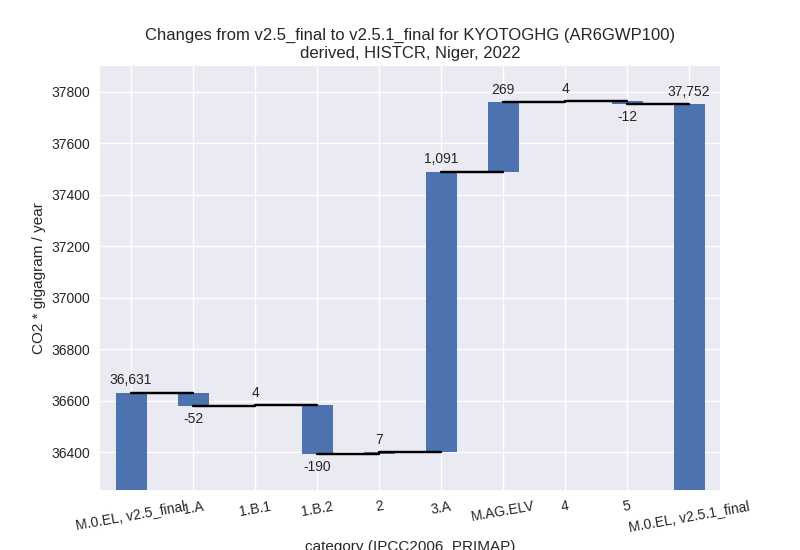 Changes from v2.5_final to v2.5.1_final for KYOTOGHG (AR6GWP100)
derived, HISTCR, Niger, 2022
CO2 * gigagram / year
37800
37600
37400
37200
37000
36800
36600
36400
36,631
-52
4
-190
7
1,091
269
4
-12
37,752
M.0.EL, v2.5_final
1.A
1.B.1
1.B.2
2
3.A
M.AG.ELV
4
5
M.0.EL, v2.5.1_final
category (IPCC2006_PRIMAP)